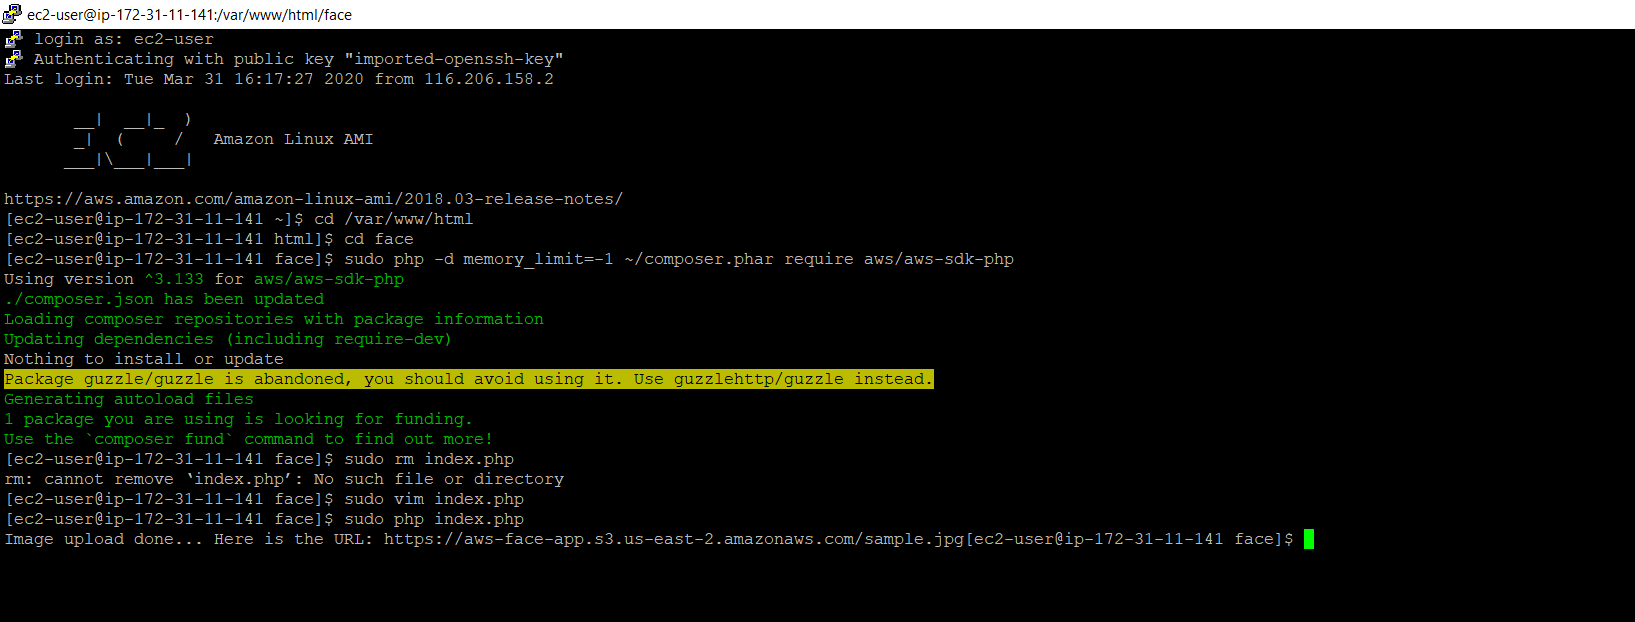 ec2-user@ip-172-31-11-141:/var/www/html/face
login as: ec2-user
Authenticating with public key "imported-openssh-key"
Last login: Tue Mar 31 16:17:27 2020 from 116.206.158.2
       __|  __|_  )
       _|  (     /   Amazon Linux AMI
      ___|\___|___|
https://aws.amazon.com/amazon-linux-ami/2018.03-release-notes/
[ec2-user@ip-172-31-11-141 ~]$ cd /var/www/html
[ec2-user@ip-172-31-11-141 html]$ cd face
[ec2-user@ip-172-31-11-141 face]$ sudo php -d memory_limit=-1 ~/composer.phar require aws/aws-sdk-php
Using version ^3.133 for aws/aws-sdk-php
./composer.json has been updated
Loading composer repositories with package information
Updating dependencies (including require-dev)
Nothing to install or update
Package guzzle/guzzle is abandoned, you should avoid using it. Use guzzlehttp/guzzle instead.
Generating autoload files
1 package you are using is looking for funding.
Use the `composer fund` command to find out more!
[ec2-user@ip-172-31-11-141 face]$ sudo rm index.php
rm: cannot remove ‘index.php’: No such file or directory
[ec2-user@ip-172-31-11-141 face]$ sudo vim index.php
[ec2-user@ip-172-31-11-141 face]$ sudo php index.php
Image upload done... Here is the URL: https://aws-face-app.s3.us-east-2.amazonaws.com/sample.jpg[ec2-user@ip-172-31-11-141 face]$